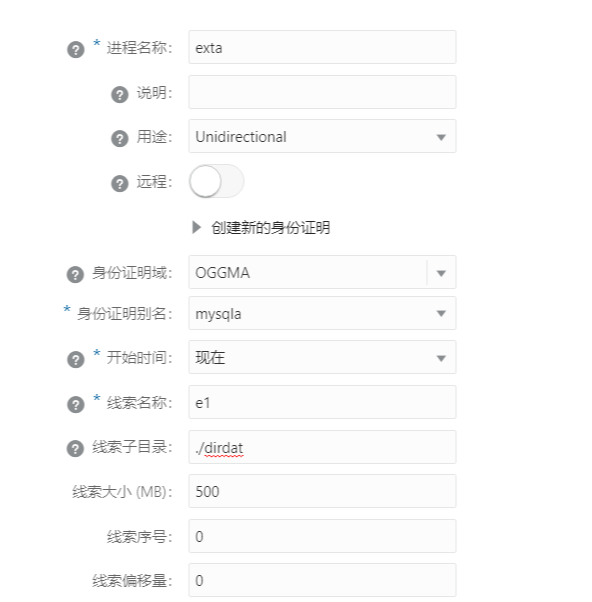 * 进程名称: exta
说明:
用途: Unidirectional
远程:
创建新的身份证明
身份证明域: OGGMA
* 身份证明别名: mysqla
* 开始时间: 现在
* 线索名称: e1
线索子目录: ./dirdat
线索大小 (MB): 500
线索序号: 0
线索偏移量: 0